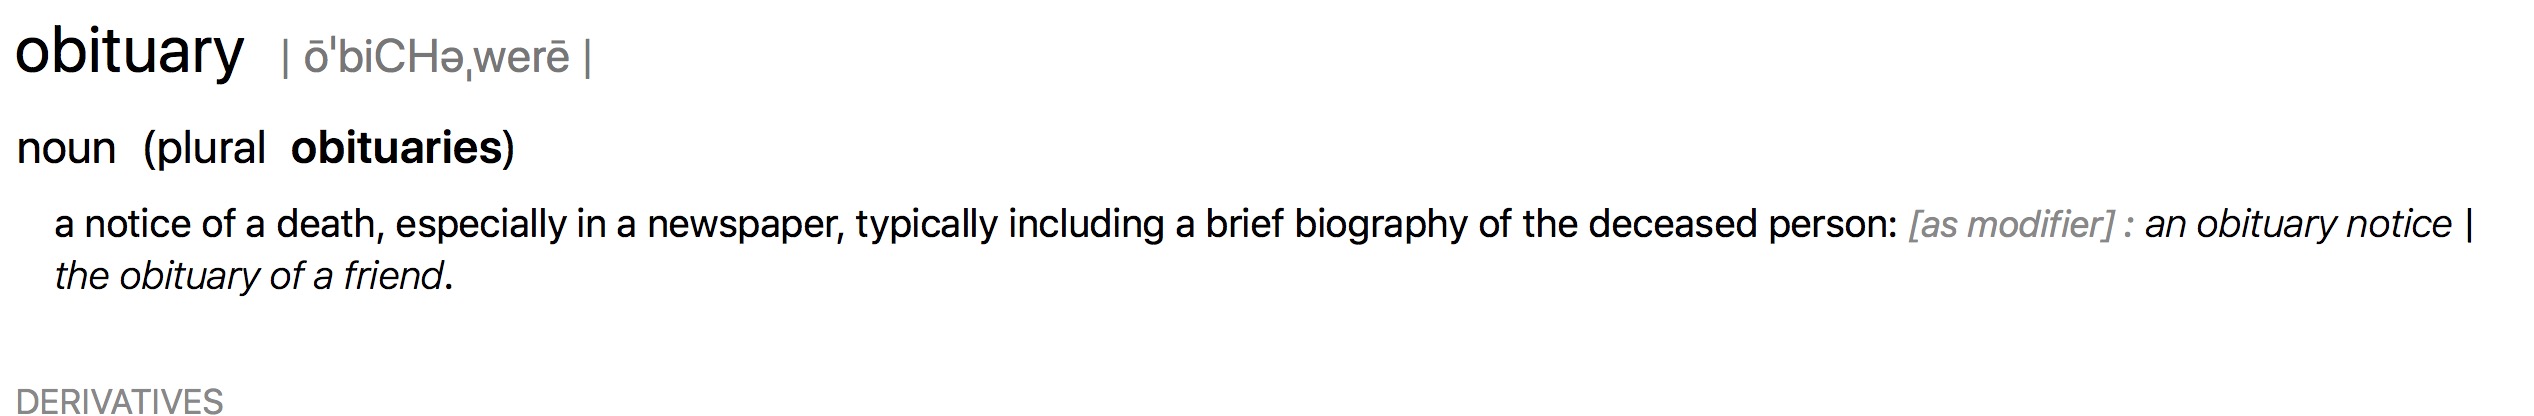 obituary | ōˈbiCHəˌwerē |
noun (plural obituaries)
a notice of a death, especially in a newspaper, typically including a brief biography of the deceased person: [as modifier] : an obituary notice |
the obituary of a friend.
DERIVATIVES